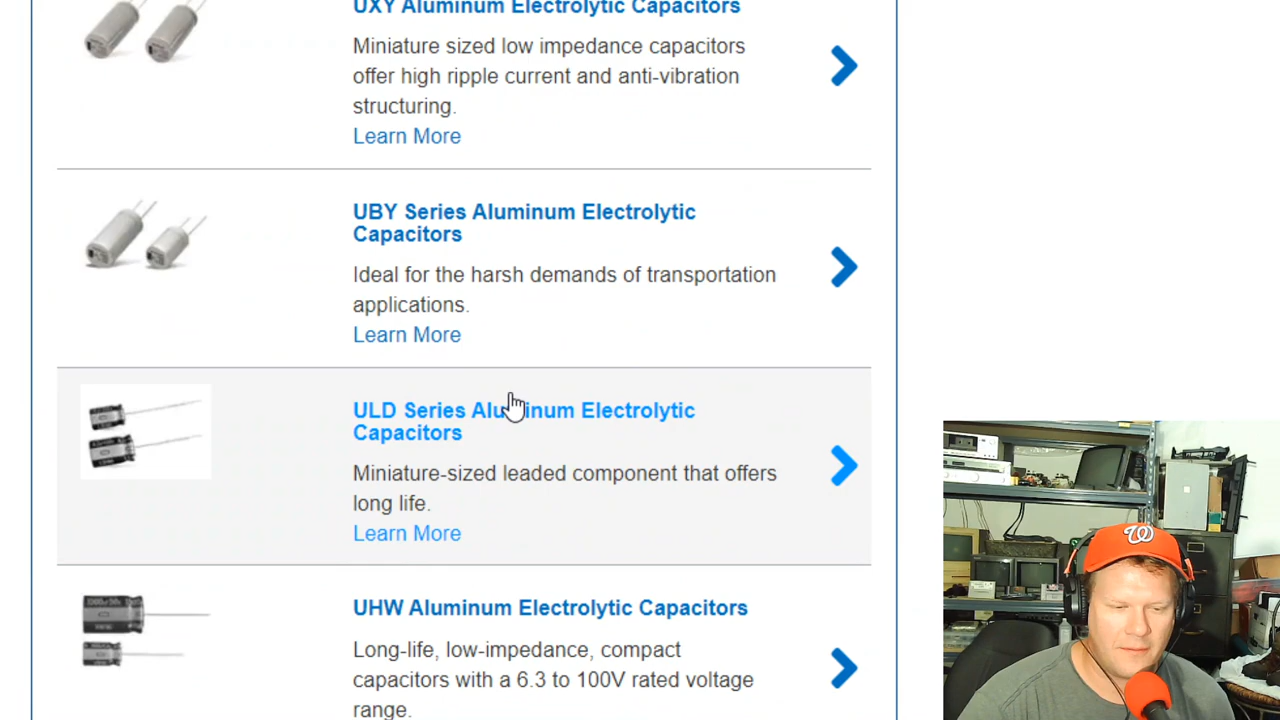 UXY Aluminum Electrolytic Capacitors
Miniature sized low impedance capacitors
offer high ripple current and anti-vibration
structuring.
Learn More
UBY Series Aluminum Electrolytic
Capacitors
Ideal for the harsh demands of transportation
applications.
Learn More
ULD Series Aluminum Electrolytic
Capacitors
Miniature-sized leaded component that offers
long life.
Learn More
UHW Aluminum Electrolytic Capacitors
Long-life, low-impedance, compact
capacitors with a 6.3 to 100V rated voltage
range.
W